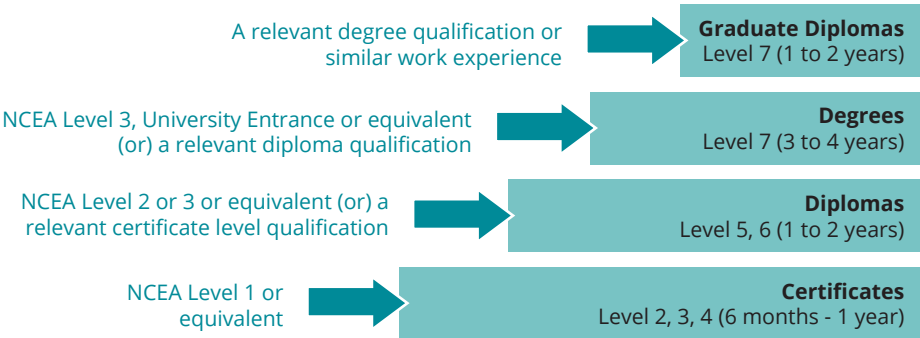 A relevant degree qualification or
similar work experience
Graduate Diplomas
Level 7 (1 to 2 years)
NCEA Level 3, University Entrance or equivalent
(or) a relevant diploma qualification
Degrees
Level 7 (3 to 4 years)
NCEA Level 2 or 3 or equivalent (or) a
relevant certificate level qualification
Diplomas
Level 5, 6 (1 to 2 years)
NCEA Level 1 or
equivalent
Certificates
Level 2, 3, 4 (6 months - 1 year)